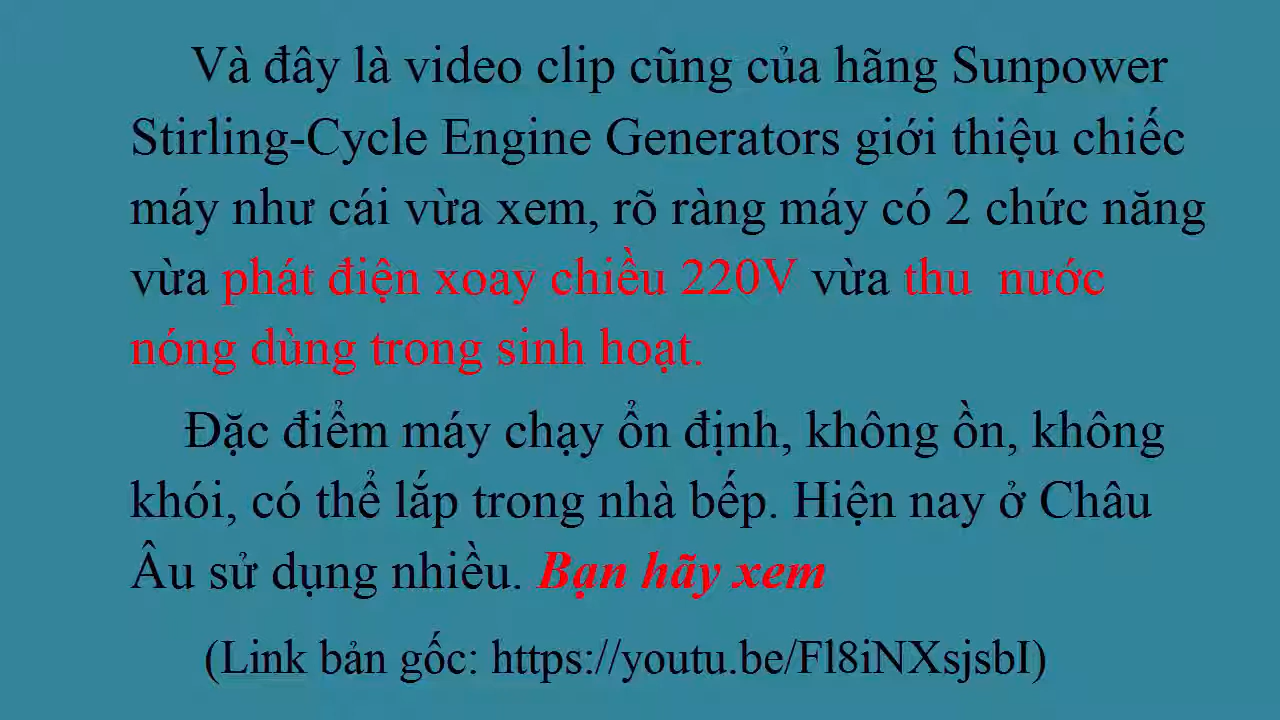 Và đây là video clip cũng của hãng Sunpower
Stirling-Cycle Engine Generators giới thiệu chiếc
máy như cái vừa xem, rõ ràng máy có 2 chức năng
vừa phát điện xoay chiều 220V vừa thu nước
nóng dùng trong sinh hoạt.
Đặc điểm máy chạy ổn định, không ồn, không
khói, có thể lắp trong nhà bếp. Hiện nay ở Châu
Âu sử dụng nhiều. Bạn hãy xem
(Link bản gốc: https://youtu.be/Fl8iNXsjsbI)